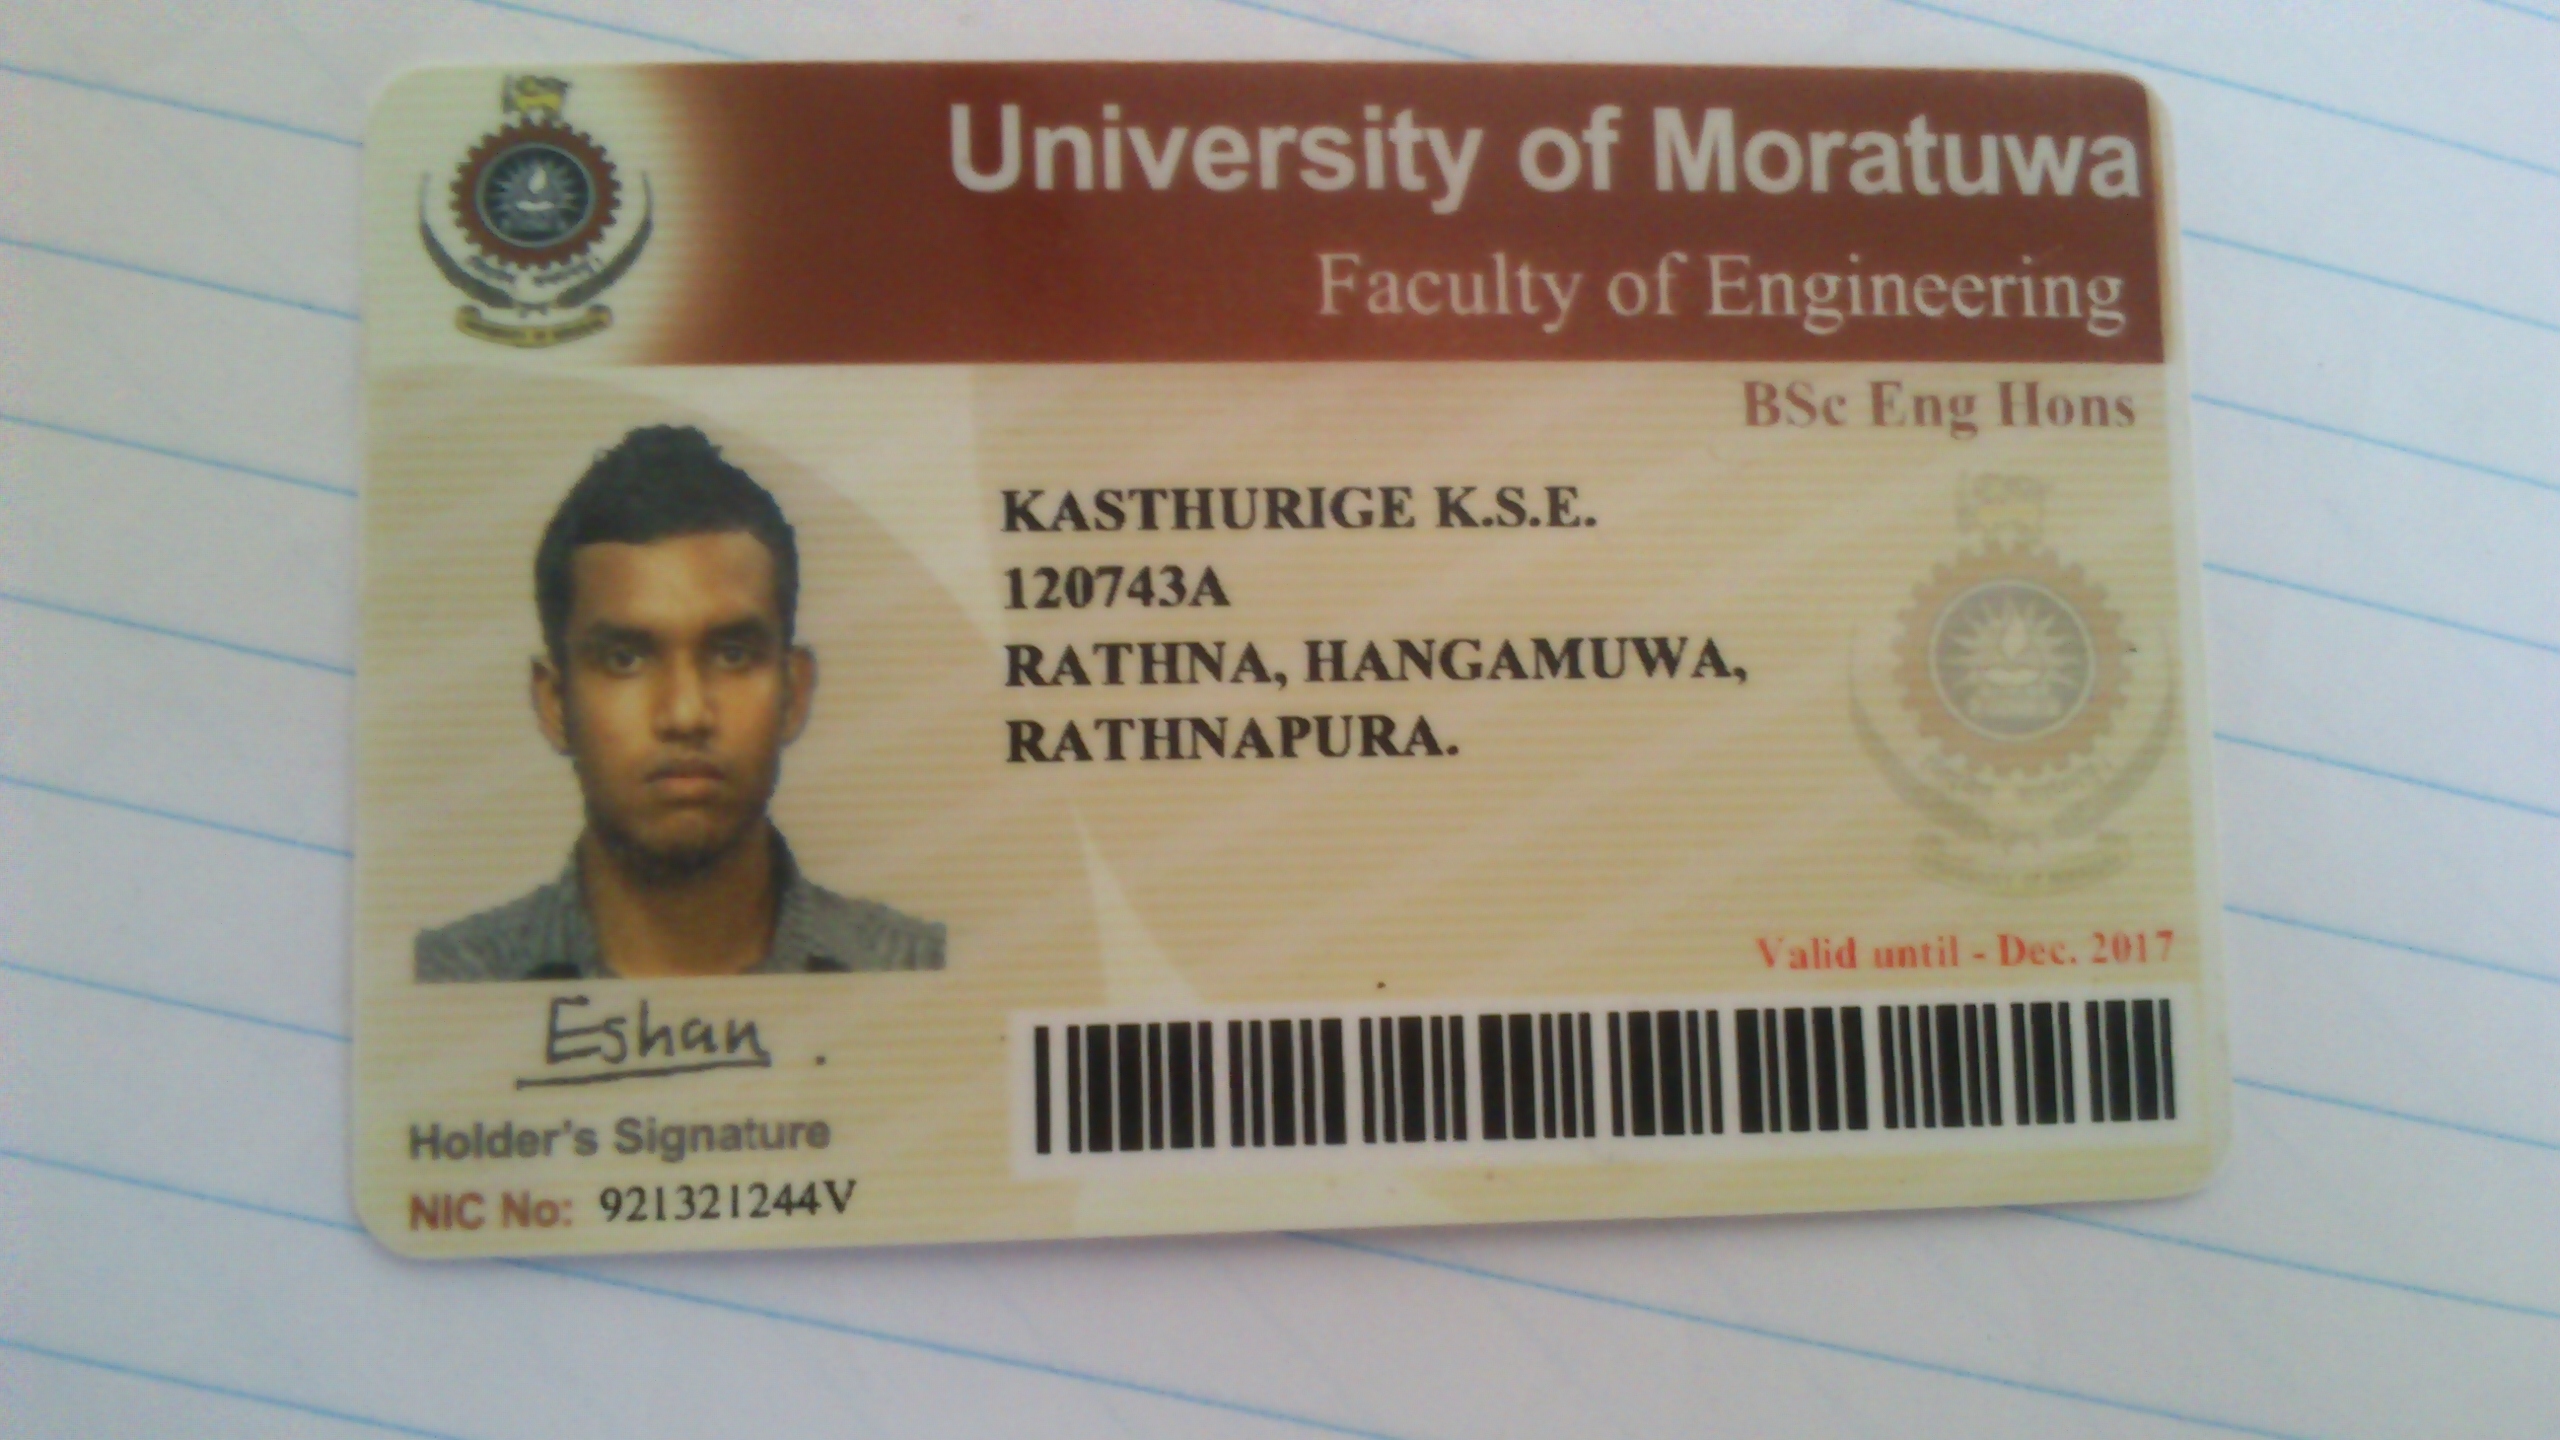 University of Moratuwa
Faculty of Engineering
BSc Eng Hons
KASTHURIGE K.S.E.
120743A
RATHNA, HANGAMUWA,
RATHNAPURA.
Valid until - Dec. 2017
Eshan
Holder's Signature
NIC No: 921321244V